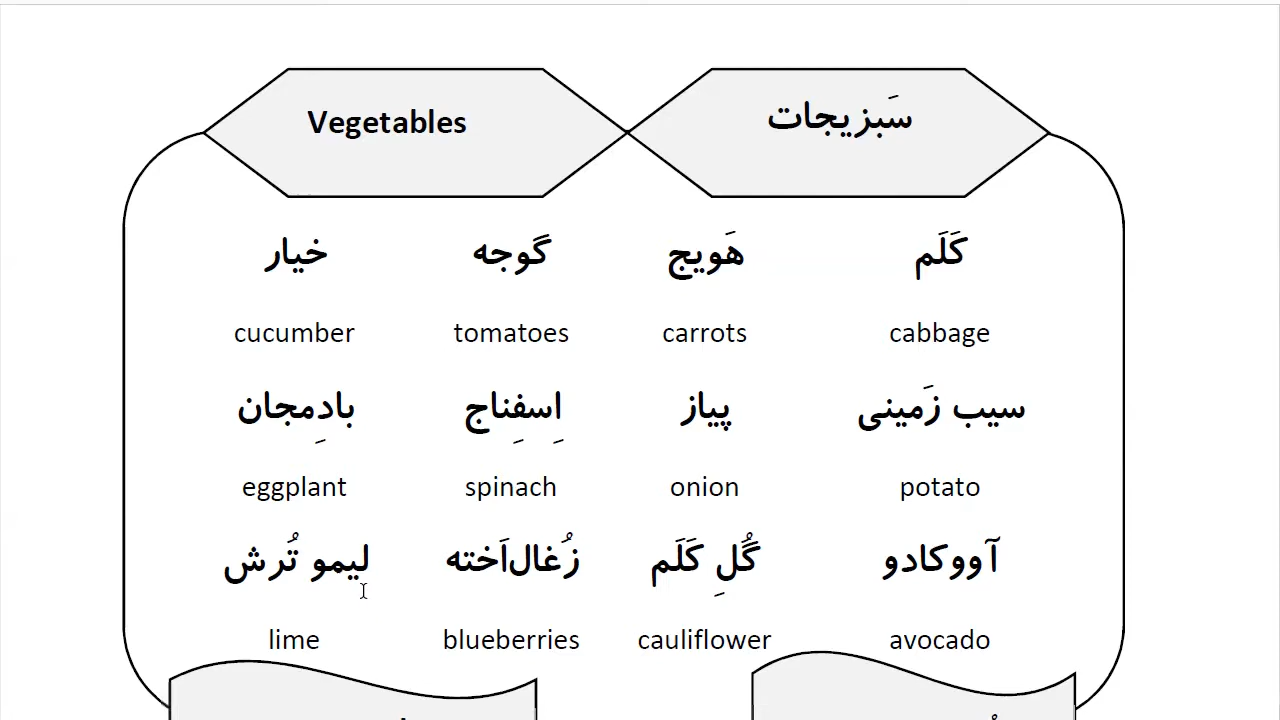 Vegetables سَبزیجات
خیار گوجه هَویج کَلَم
cucumber tomatoes carrots cabbage
بادِمجان اِسفِناج پیاز سیب زَمینی
eggplant spinach onion potato
لیمو تُرش زُغال‌اَخته گُلِ کَلَم آووکادو
lime blueberries cauliflower avocado